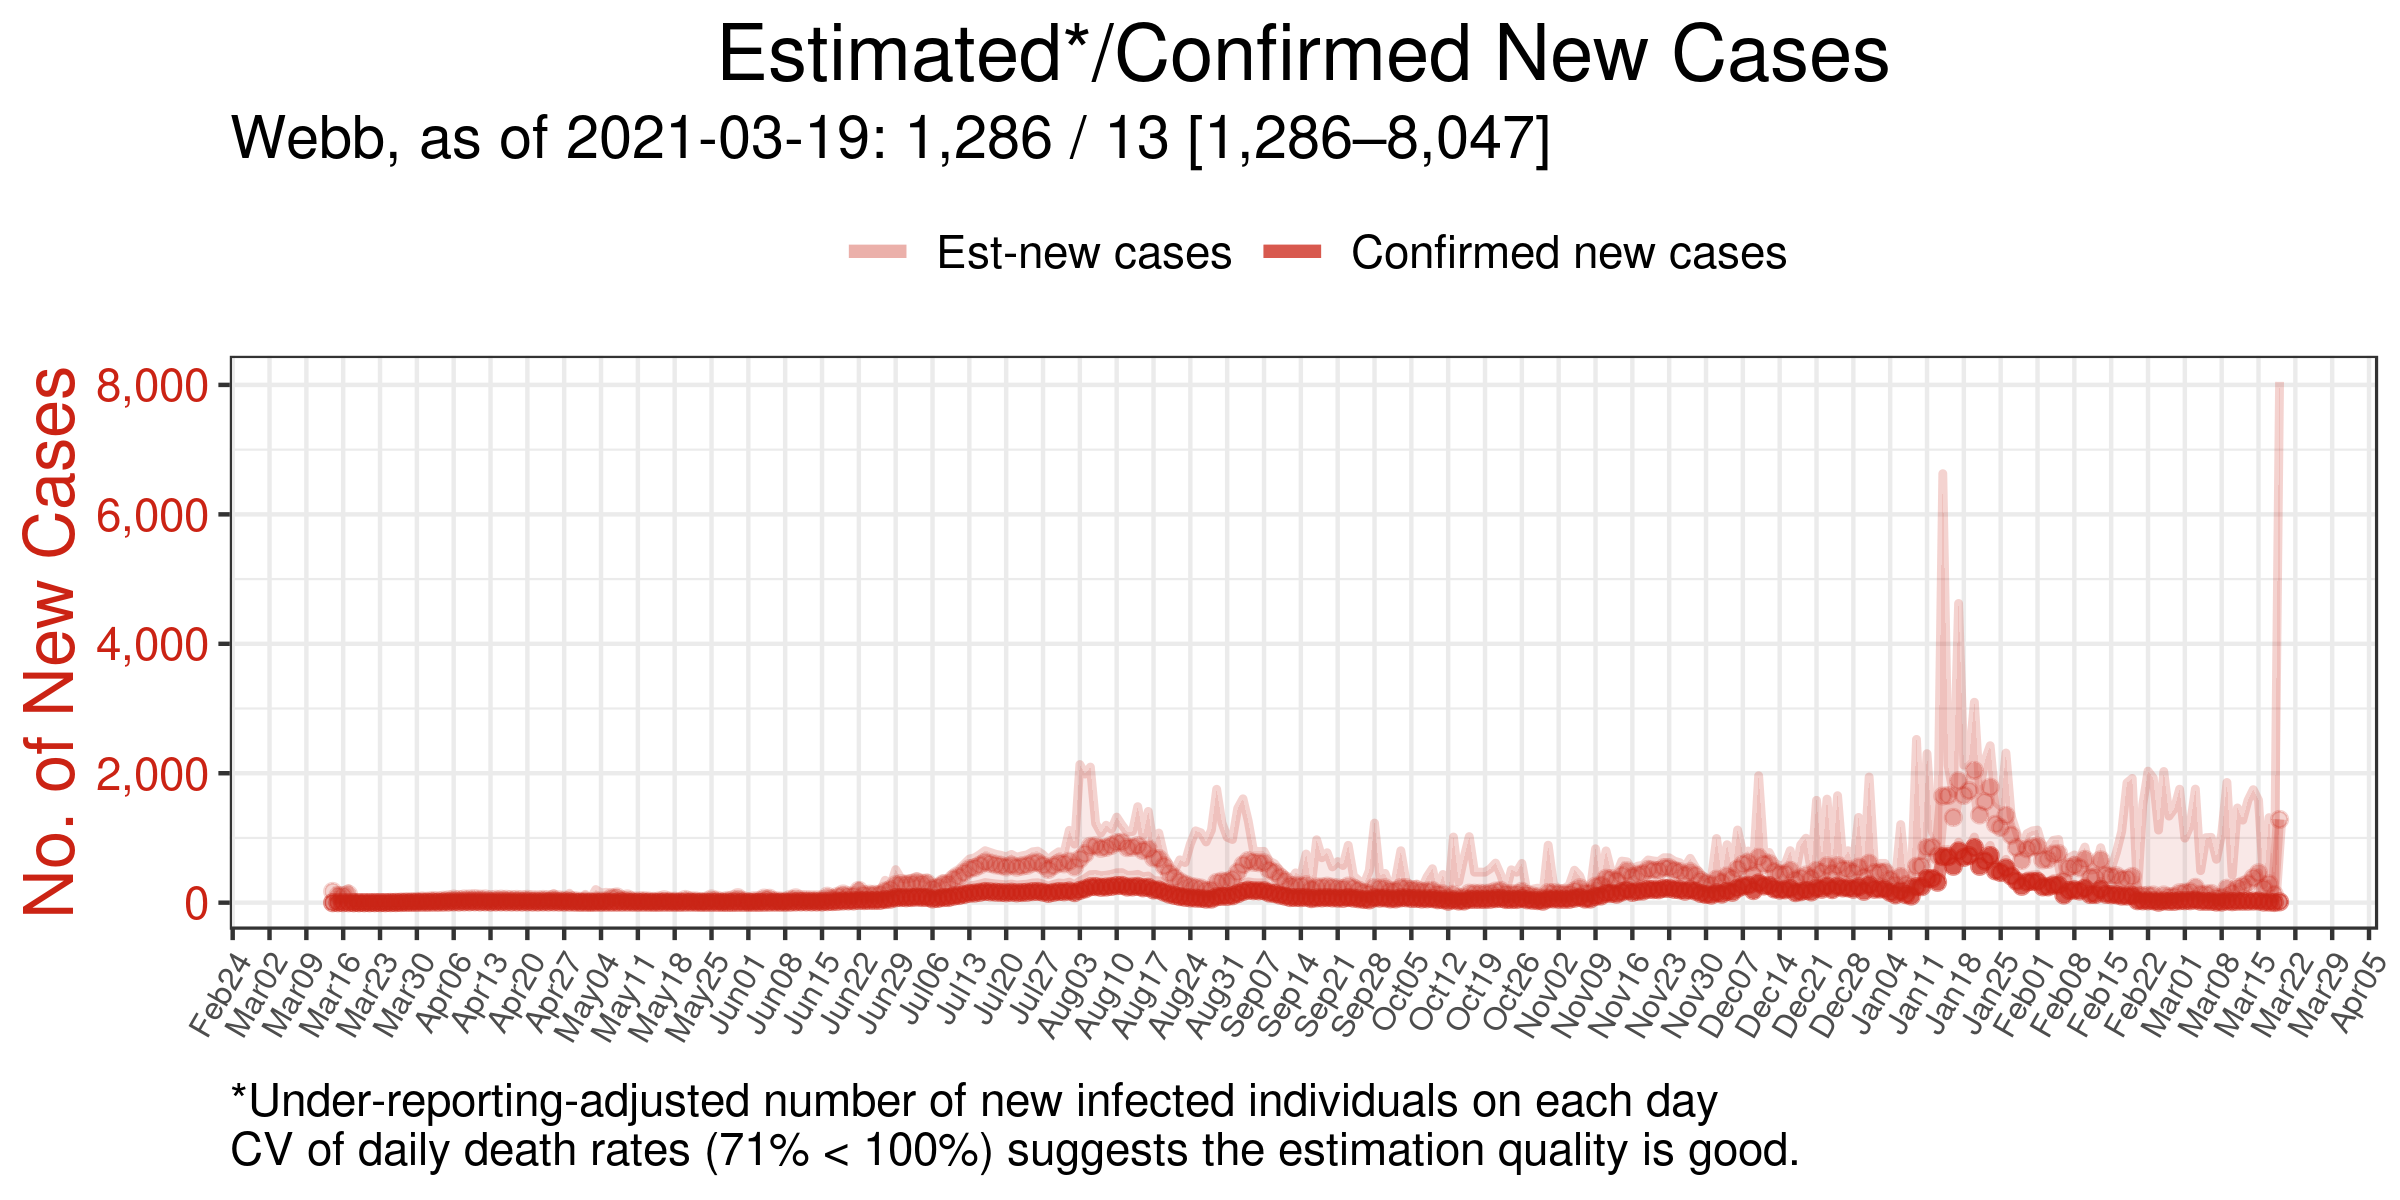 Estimated*/Confirmed New Cases
Webb, as of 2021-03-19: 1,286 / 13 [1,286–8,047]
Est-new cases
Confirmed new cases
No. of New Cases
8,000
6,000
4,000
2,000
0
Feb24
Mar02
Mar09
Mar16
Mar23
Mar30
Apr06
Apr13
Apr20
Apr27
May04
May11
May18
May25
Jun01
Jun08
Jun15
Jun22
Jun29
Jul06
Jul13
Jul20
Jul27
Aug03
Aug10
Aug17
Aug24
Aug31
Sep07
Sep14
Sep21
Sep28
Oct05
Oct12
Oct19
Oct26
Nov02
Nov09
Nov16
Nov23
Nov30
Dec07
Dec14
Dec21
Dec28
Jan04
Jan11
Jan18
Jan25
Feb01
Feb08
Feb15
Feb22
Mar01
Mar08
Mar15
Mar22
Mar29
Apr05
*Under-reporting-adjusted number of new infected individuals on each day
CV of daily death rates (71% < 100%) suggests the estimation quality is good.